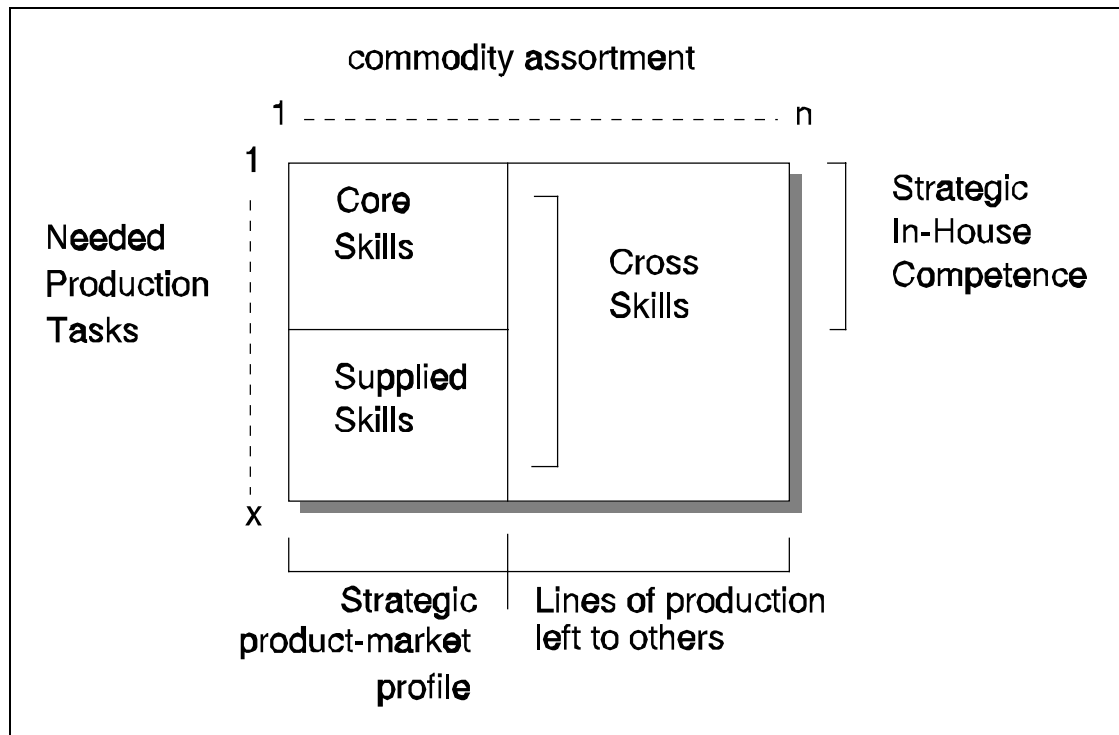 commodity assortment
1 n
1
Core
Skills
Cross
Skills
Strategic
In-House
Competence
Needed
Production
Tasks
Supplied
Skills
x
Strategic
product-market
profile
Lines of production
left to others